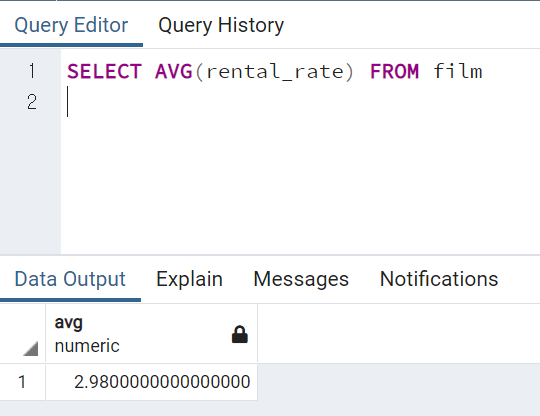 Query Editor Query History
1 SELECT AVG(rental_rate) FROM film
2
Data Output Explain Messages Notifications
avg
numeric
1 2.9800000000000000